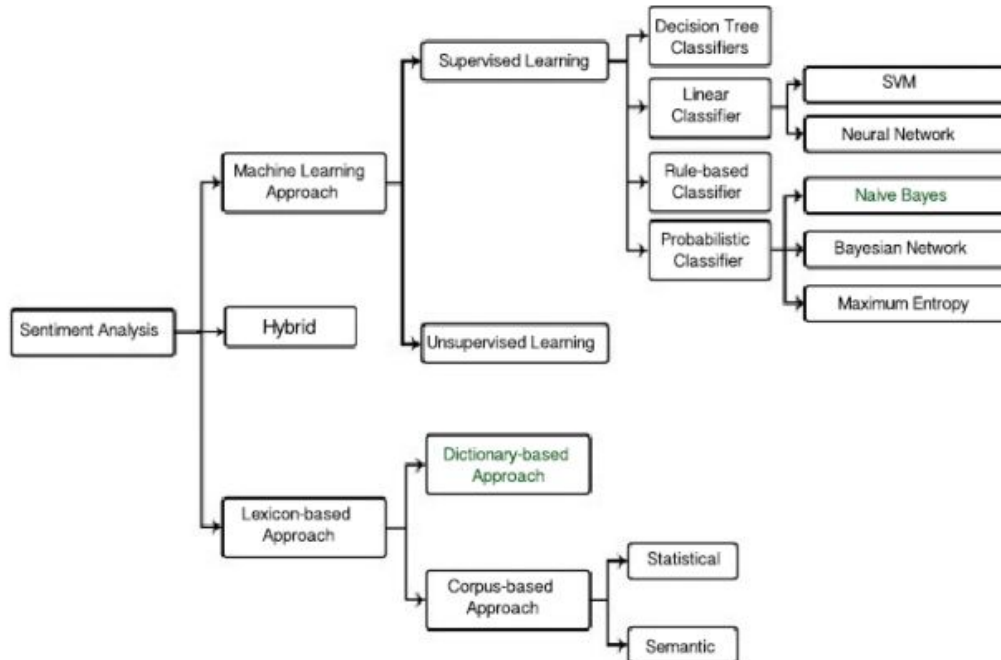 Decision Tree
Classifiers
Supervised Learning
Linear
Classifier
SVM
Neural Network
Machine Learning
Approach
Rule-based
Classifier
Naive Bayes
Probabilistic
Classifier
Bayesian Network
Maximum Entropy
Sentiment Analysis
Hybrid
Unsupervised Learning
Dictionary-based
Approach
Lexicon-based
Approach
Corpus-based
Approach
Statistical
Semantic